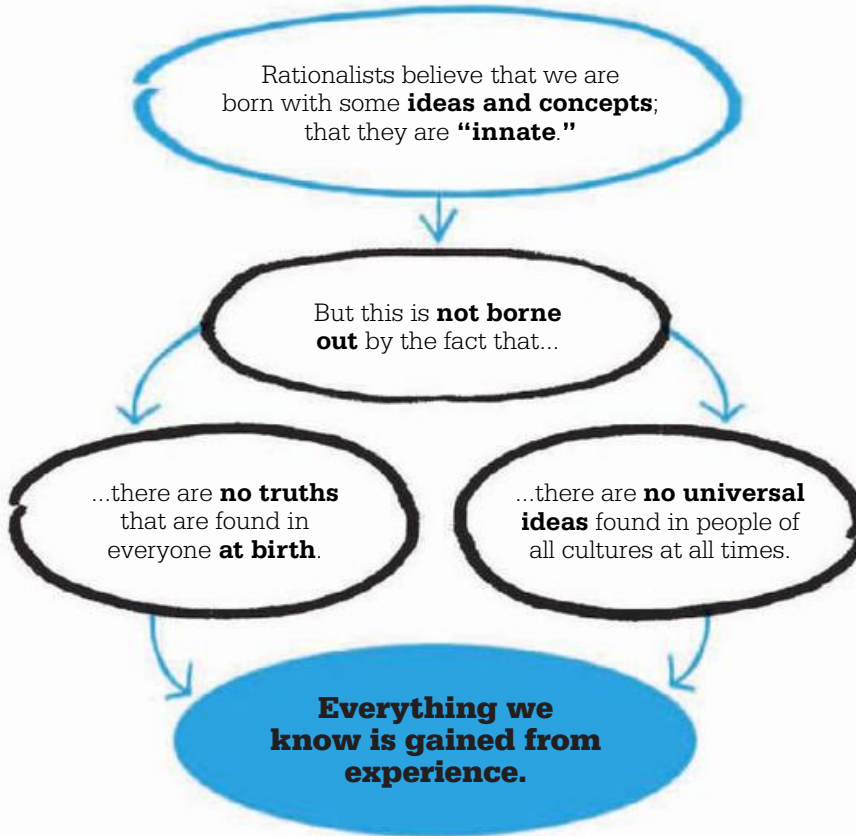 Rationalists believe that we are
born with some ideas and concepts;
that they are “innate.”
But this is not borne
out by the fact that...
...there are no truths
that are found in
everyone at birth.
...there are no universal
ideas found in people of
all cultures at all times.
Everything we
know is gained from
experience.